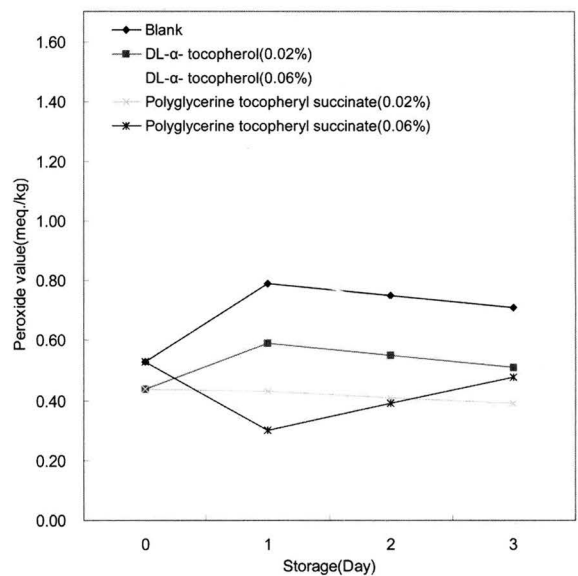 1.60
1.40
1.20
1.00
0.80
0.60
0.40
0.20
0.00
Peroxide value(meq./kg)
Blank
DL-α- tocopherol(0.02%)
DL-α- tocopherol(0.06%)
Polyglycerine tocopheryl succinate(0.02%)
Polyglycerine tocopheryl succinate(0.06%)
0 1 2 3
Storage(Day)